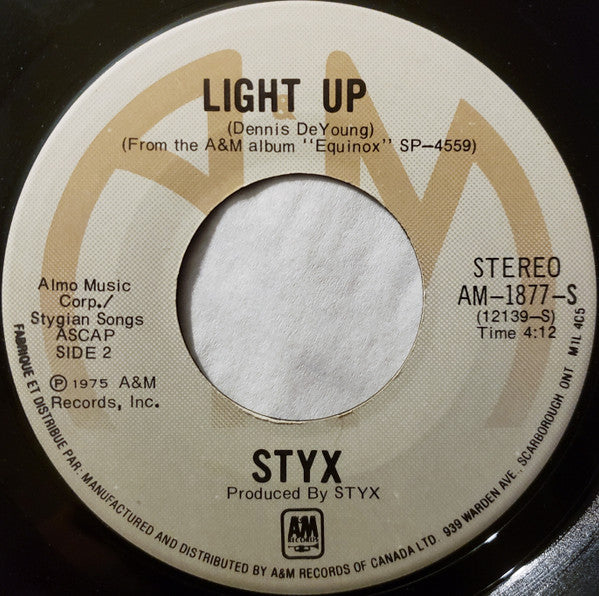 LIGHT UP
(Dennis DeYoung)
(From the A&M album "Equinox" SP-4559)
Almo Music
Corp./
Stygian Songs
ASCAP
SIDE 2
Ⓟ 1975 A&M
Records, Inc.
STEREO
AM-1877-S
(12139-S)
Time 4:12
STYX
Produced By STYX
A&M
RECORDS
FABRIQUE ET DISTRIBUE PAR: MANUFACTURED AND DISTRIBUTED BY A&M RECORDS OF CANADA LTD. 939 WARDEN AVE., SCARBOROUGH ONT M1L 4C5